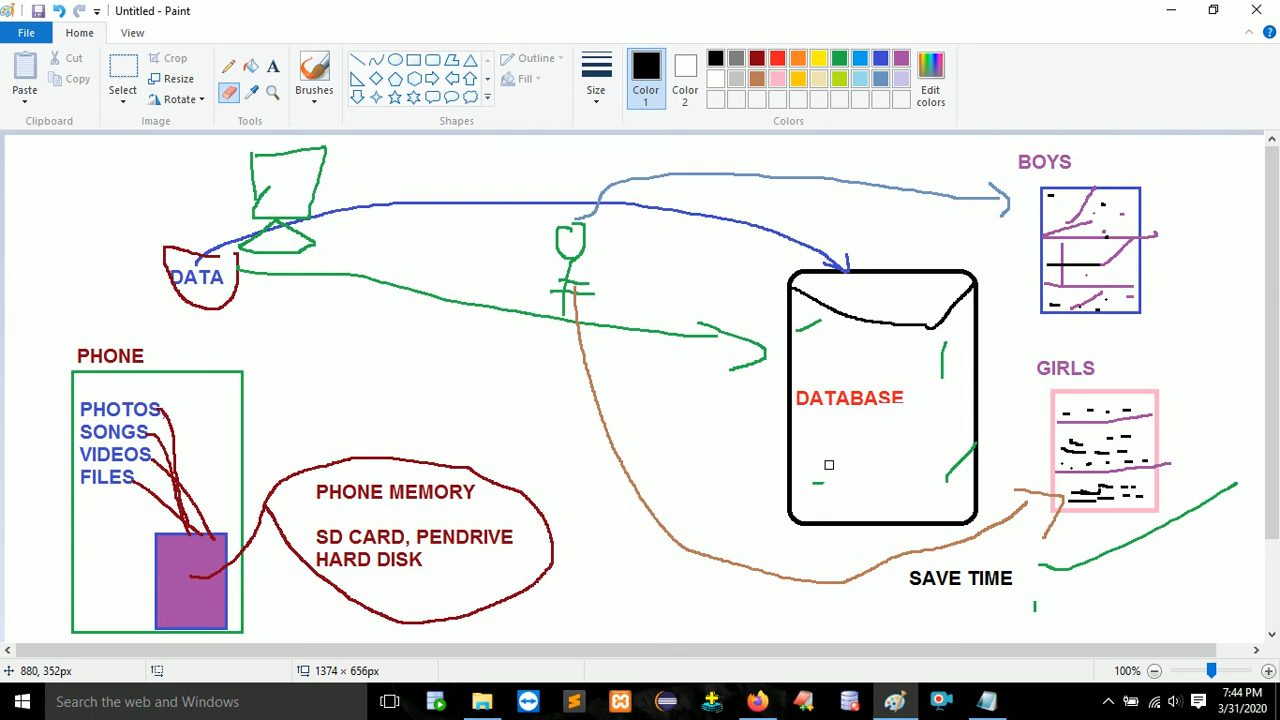 Untitled - Paint
File
Home
View
Paste
Cut
Copy
Clipboard
Select
Crop
Resize
Rotate
Image
Tools
Brushes
Shapes
Outline
Fill
Size
Color 1
Color 2
Edit colors
Colors
BOYS
DATA
PHONE
GIRLS
PHOTOS
SONGS
VIDEOS
FILES
DATABASE
PHONE MEMORY
SD CARD, PENDRIVE
HARD DISK
SAVE TIME
880, 352px
1374 × 656px
100%
Search the web and Windows
7:44 PM
3/31/2020